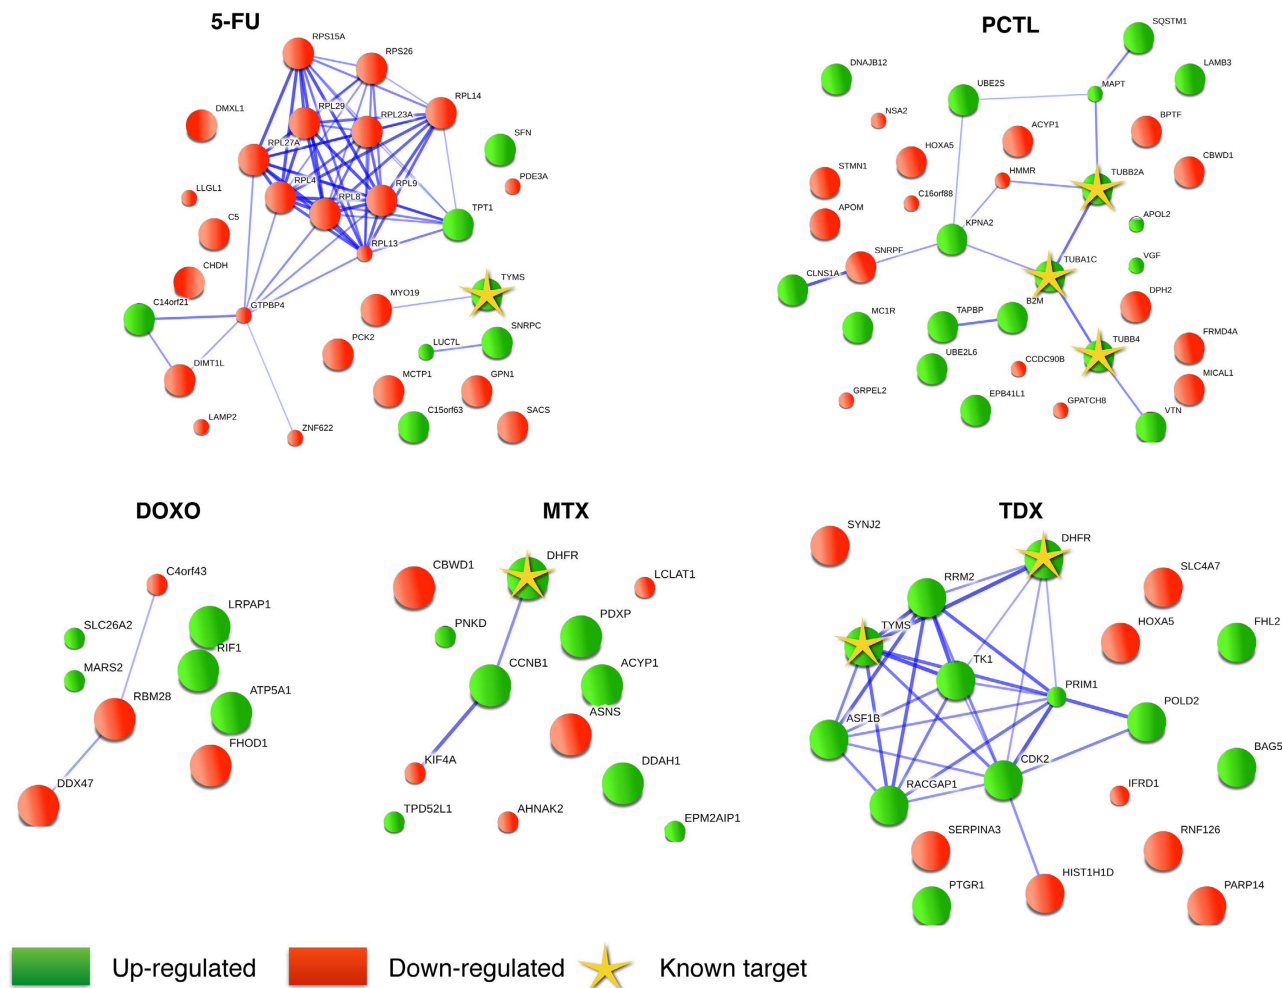 5-FU
RPS15A
RPS26
RPL14
DMXL1
RPL29
RPL23A
SFN
RPL27A
PDE3A
LLGL1
RPL4
RPL8
RPL9
TPT1
C5
RPL13
CHDH
TYMS
C14orf21
GTPBP4
MYO19
SNRPC
PCK2
LUC7L
DIMT1L
MCTP1
GPN1
LAMP2
C15orf63
SACS
ZNF622
PCTL
SQSTM1
DNAJB12
UBE2S
MAPT
LAMB3
NSA2
ACYP1
BPTF
HOXA5
CBWD1
STMN1
HMMR
TUBB2A
C16orf88
APOM
KPNA2
APOL2
SNRPF
CLNS1A
TUBA1C
VGF
MC1R
TAPBP
B2M
DPH2
UBE2L6
TUBB4
FRMD4A
CCDC90B
MICAL1
GRPEL2
EPB41L1
GPATCH8
VTN
DOXO
C4orf43
LRPAP1
SLC26A2
RIF1
MARS2
RBM28
ATP5A1
FHOD1
DDX47
MTX
DHFR
CBWD1
LCLAT1
PNKD
PDXP
CCNB1
ACYP1
ASNS
KIF4A
DDAH1
TPD52L1
AHNAK2
EPM2AIP1
TDX
SYNJ2
DHFR
RRM2
SLC4A7
TYMS
HOXA5
FHL2
TK1
PRIM1
ASF1B
POLD2
CDK2
BAG5
RACGAP1
IFRD1
SERPINA3
RNF126
PTGR1
HIST1H1D
PARP14
Up-regulated
Down-regulated
Known target